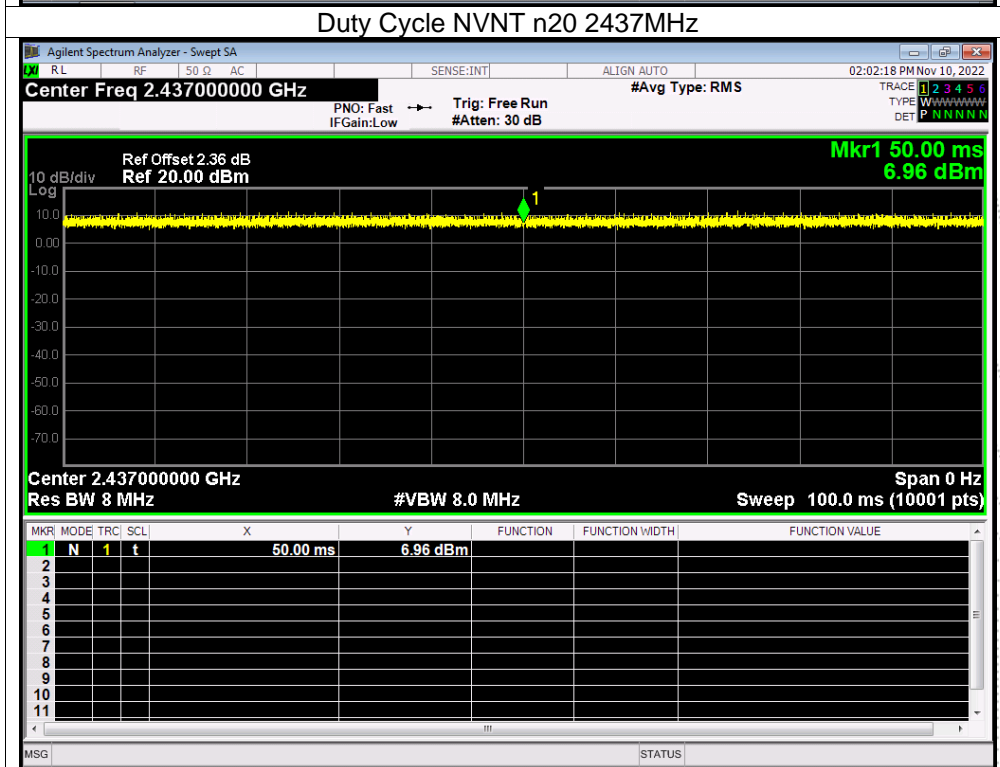 Duty Cycle NVNT n20 2437MHz
Agilent Spectrum Analyzer - Swept SA
LXI RL RF 50 Ω AC SENSE:INT ALIGN AUTO 02:02:18 PM Nov 10, 2022
Center Freq 2.437000000 GHz #Avg Type: RMS TRACE 1 2 3 4 5 6
PNO: Fast Trig: Free Run TYPE WWWWWW
IFGain:Low #Atten: 30 dB DET P N N N N N
Mkr1 50.00 ms
Ref Offset 2.36 dB
10 dB/div Ref 20.00 dBm 6.96 dBm
Log
1
10.0
0.00
-10.0
-20.0
-30.0
-40.0
-50.0
-60.0
-70.0
Center 2.437000000 GHz Span 0 Hz
Res BW 8 MHz #VBW 8.0 MHz Sweep 100.0 ms (10001 pts)
MKR MODE TRC SCL X Y FUNCTION FUNCTION WIDTH FUNCTION VALUE
1 N 1 t 50.00 ms 6.96 dBm
2
3
4
5
6
7
8
9
10
11
MSG STATUS